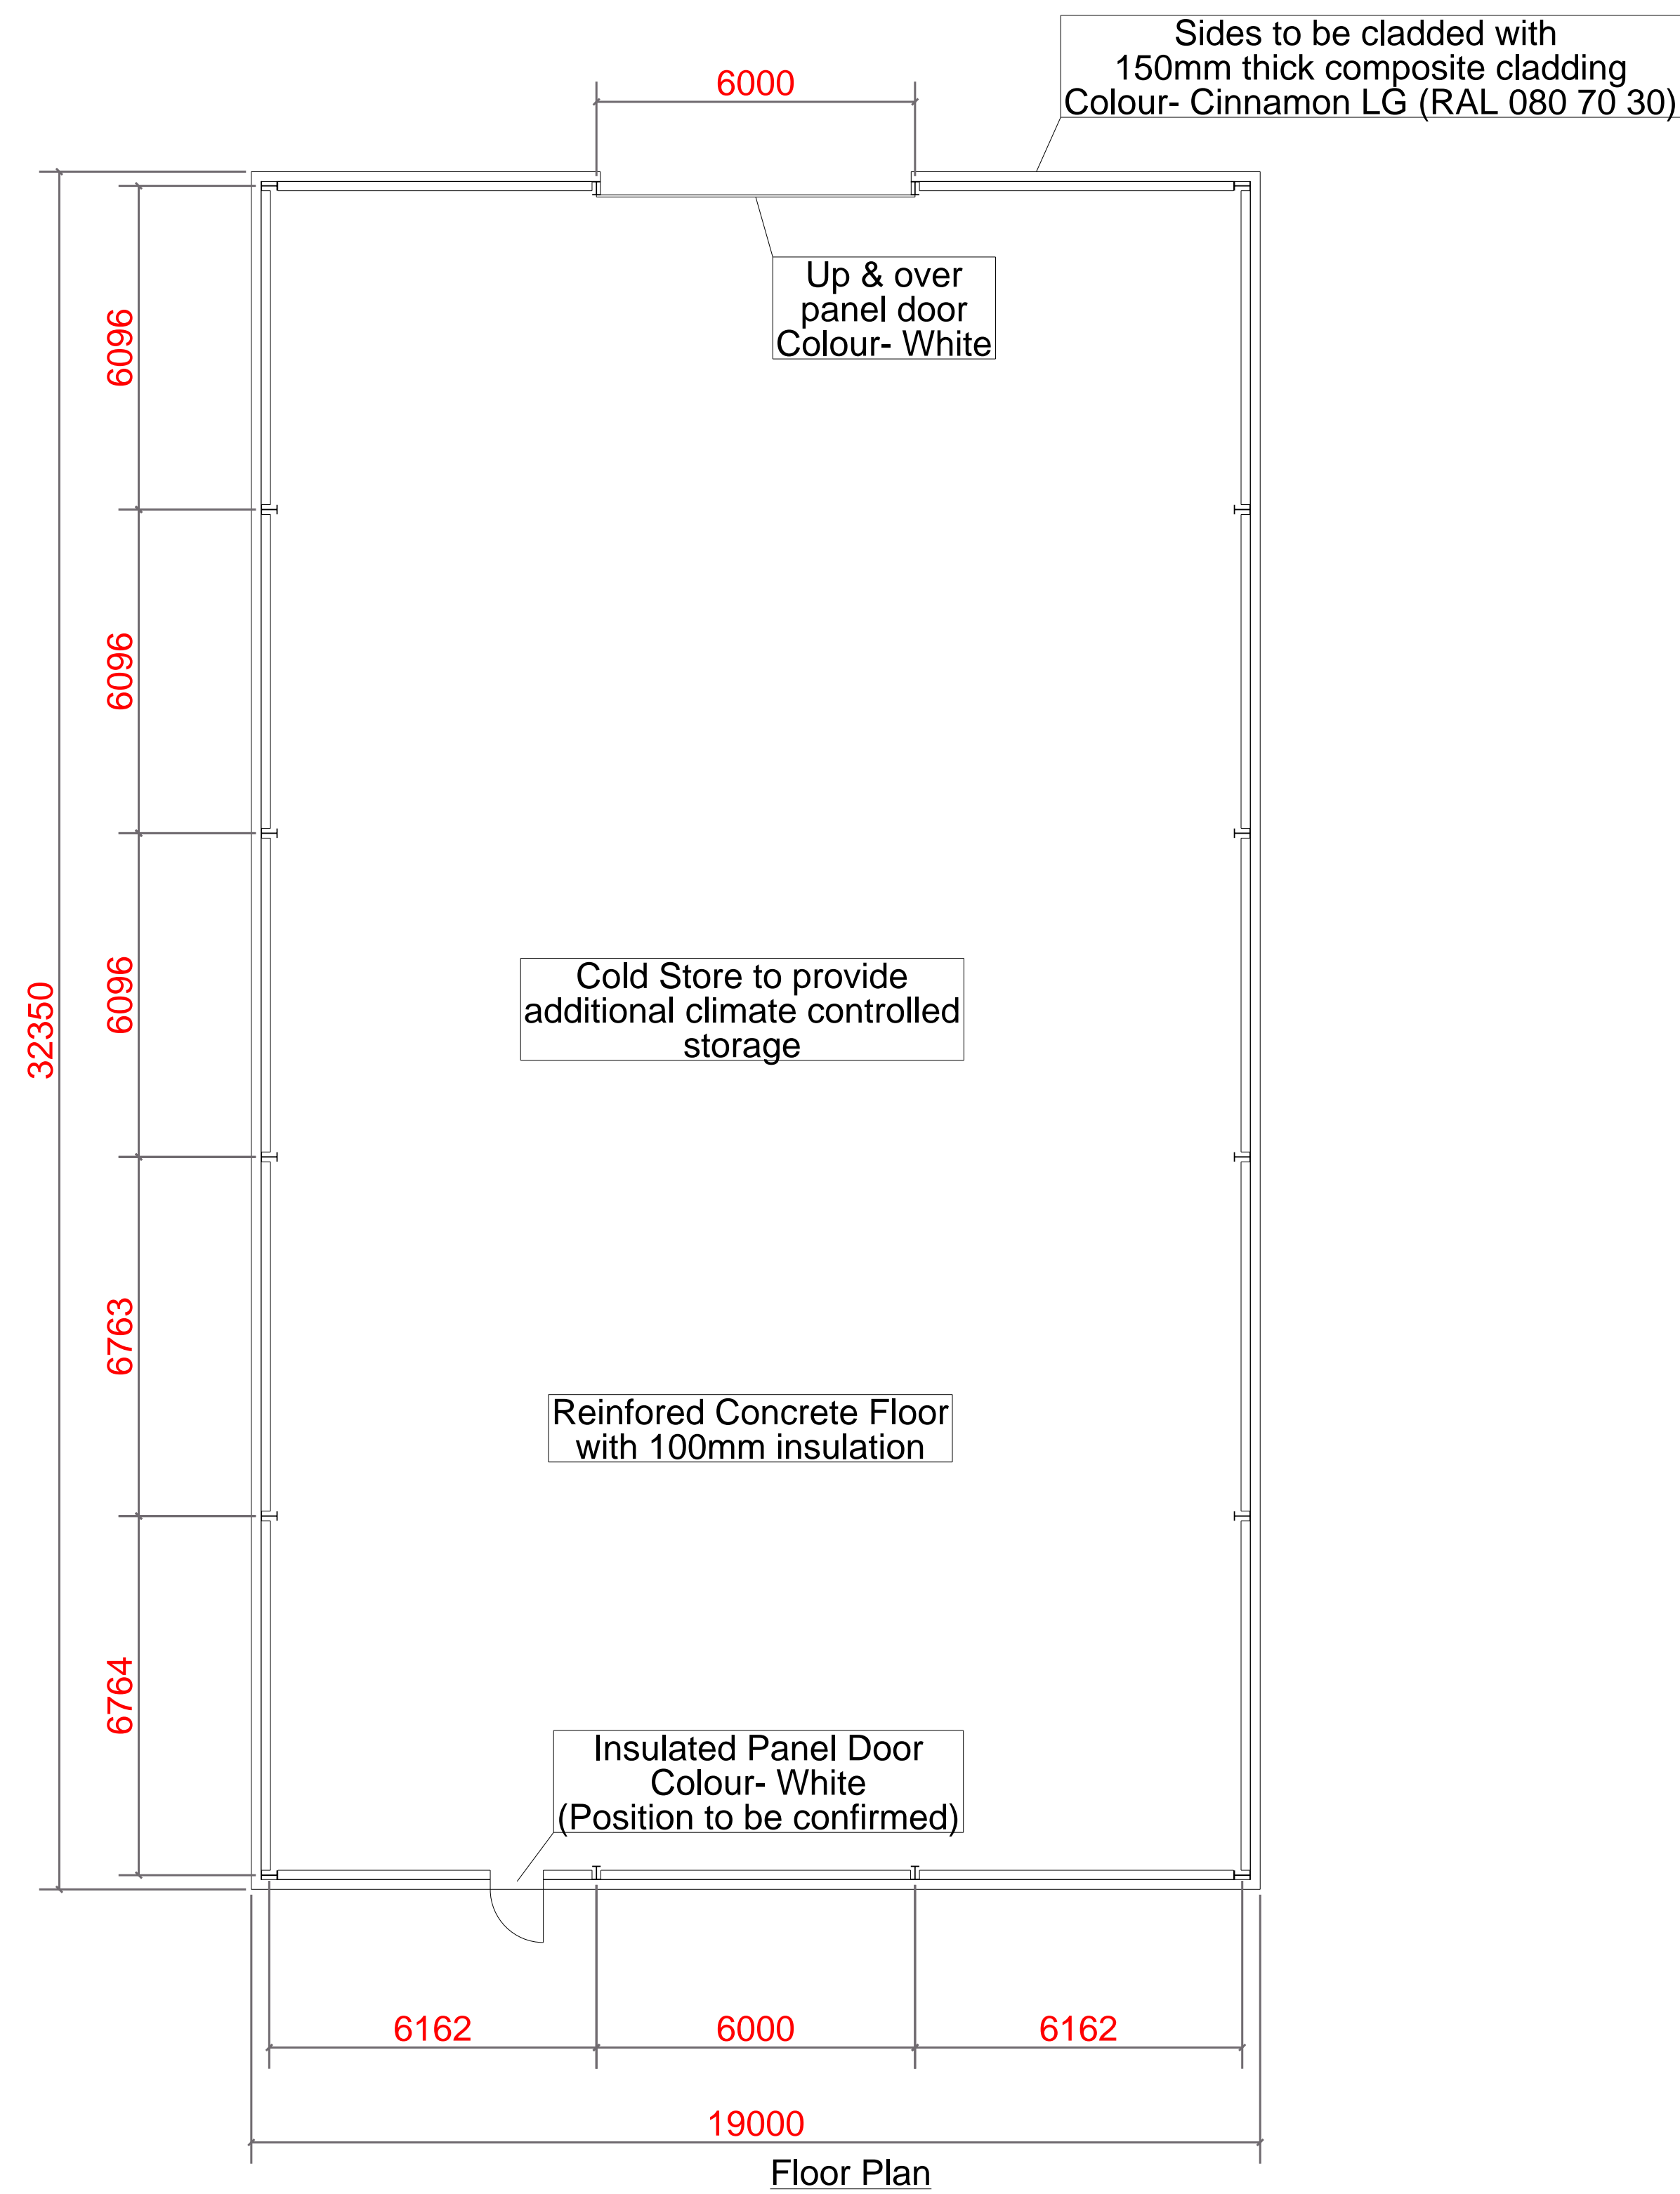 Sides to be cladded with
150mm thick composite cladding
Colour- Cinnamon LG (RAL 080 70 30)
6000
Up & over
panel door
Colour- White
6096
6096
6096
32350
Cold Store to provide
additional climate controlled
storage
6763
Reinfored Concrete Floor
with 100mm insulation
6764
Insulated Panel Door
Colour- White
(Position to be confirmed)
6162
6000
6162
19000
Floor Plan